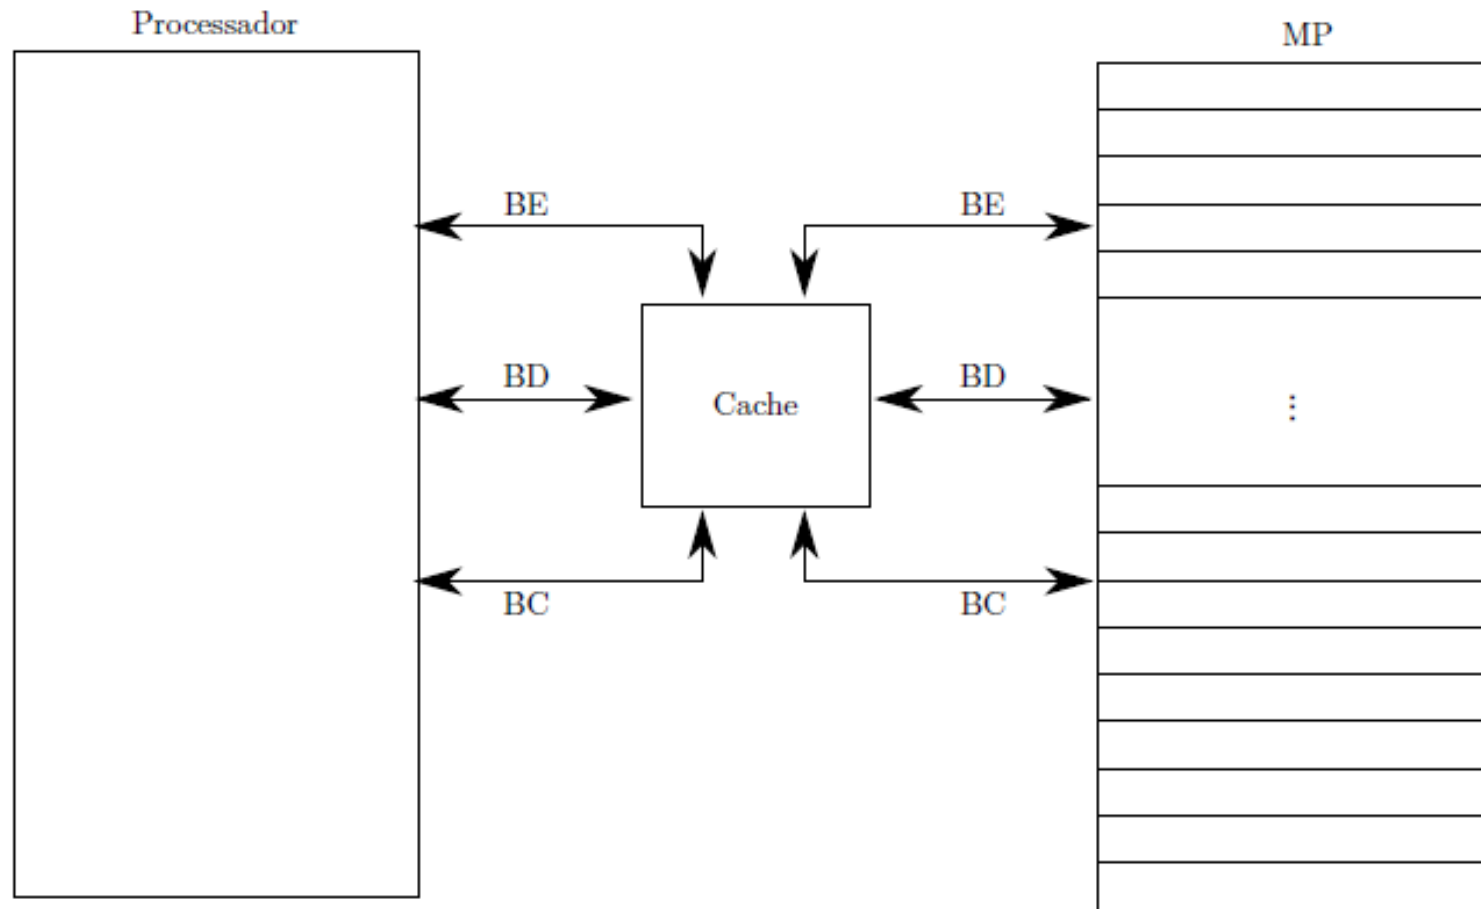 Processador
MP
BE
BE
BD
BD
Cache
⋮
BC
BC